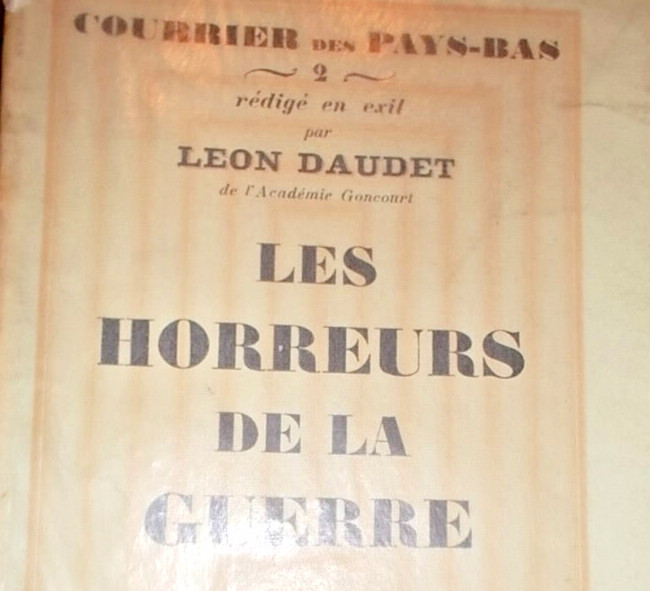 COURRIER DES PAYS-BAS
2
rédigé en exil
par
LEON DAUDET
de l'Académie Goncourt
LES
HORREURS
DE LA
GUERRE